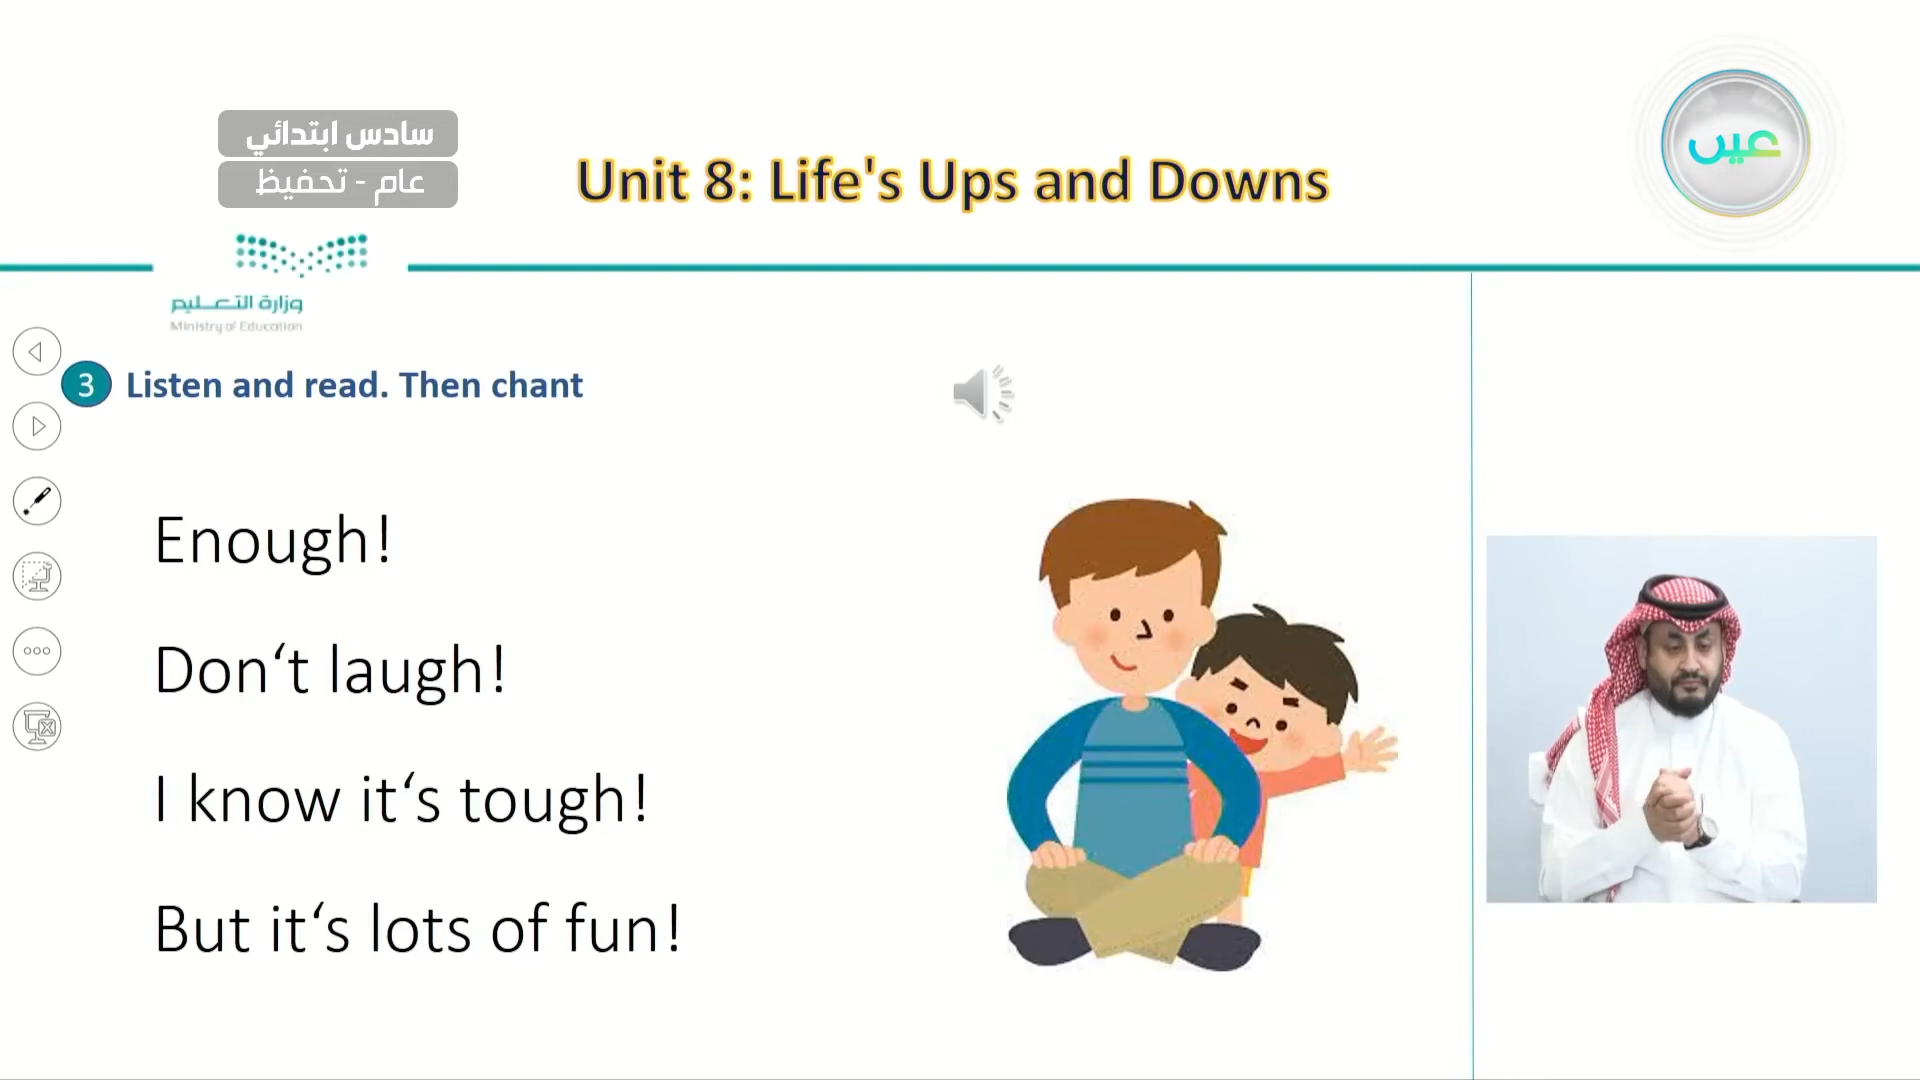 سادس ابتدائي
عام - تحفيظ
Unit 8: Life's Ups and Downs
عين
وزارة التعليم
Ministry of Education
3 Listen and read. Then chant
Enough!
Don‘t laugh!
I know it‘s tough!
But it‘s lots of fun!